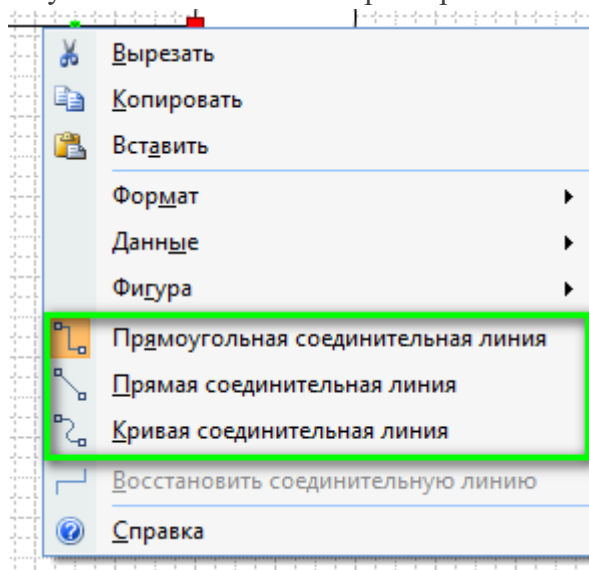 Вырезать
Копировать
Вставить
Формат
Данные
Фигура
Прямоугольная соединительная линия
Прямая соединительная линия
Кривая соединительная линия
Восстановить соединительную линию
Справка